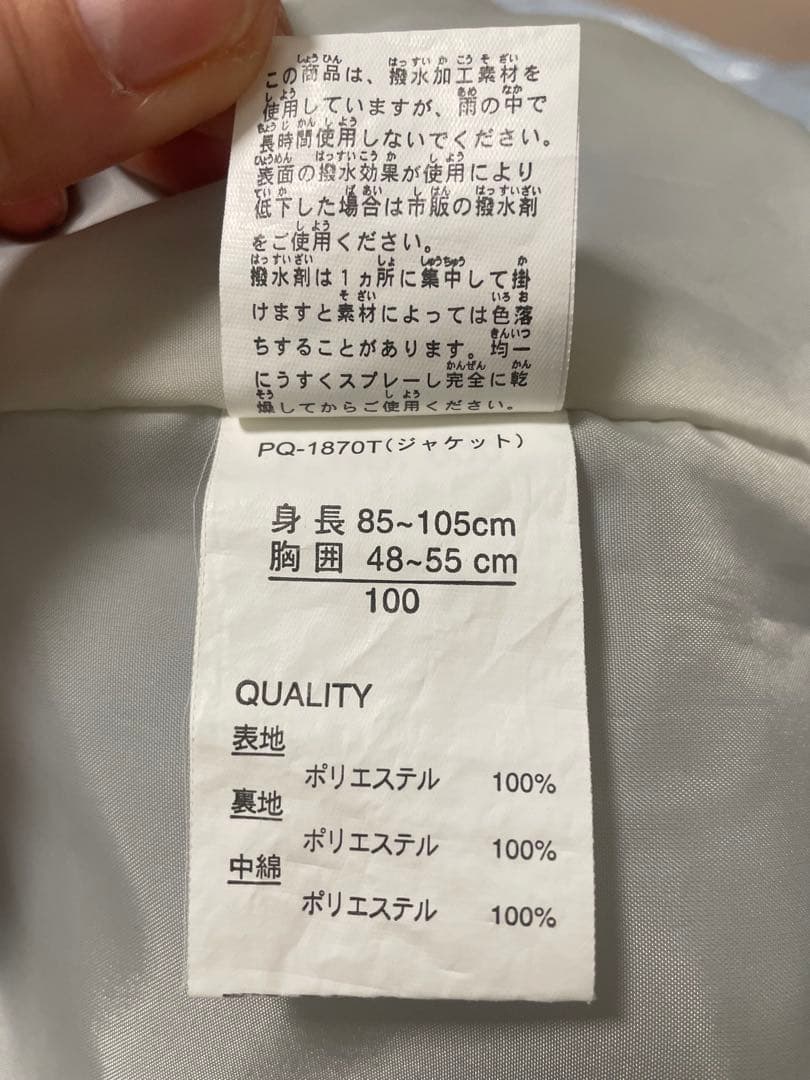 この商品は、撥水加工素材を
使用していますが、雨の中で
長時間使用しないでください。
表面の撥水効果が使用により
低下した場合は市販の撥水剤
をご使用ください。
撥水剤は1ヵ所に集中して掛
けますと素材によっては色落
ちすることがあります。均一
にうすくスプレーし完全に乾
燥してからご使用ください。
PQ-1870T(ジャケット)
身長 85~105cm
胸囲 48~55 cm
100
QUALITY
表地
ポリエステル 100%
裏地
ポリエステル 100%
中綿
ポリエステル 100%